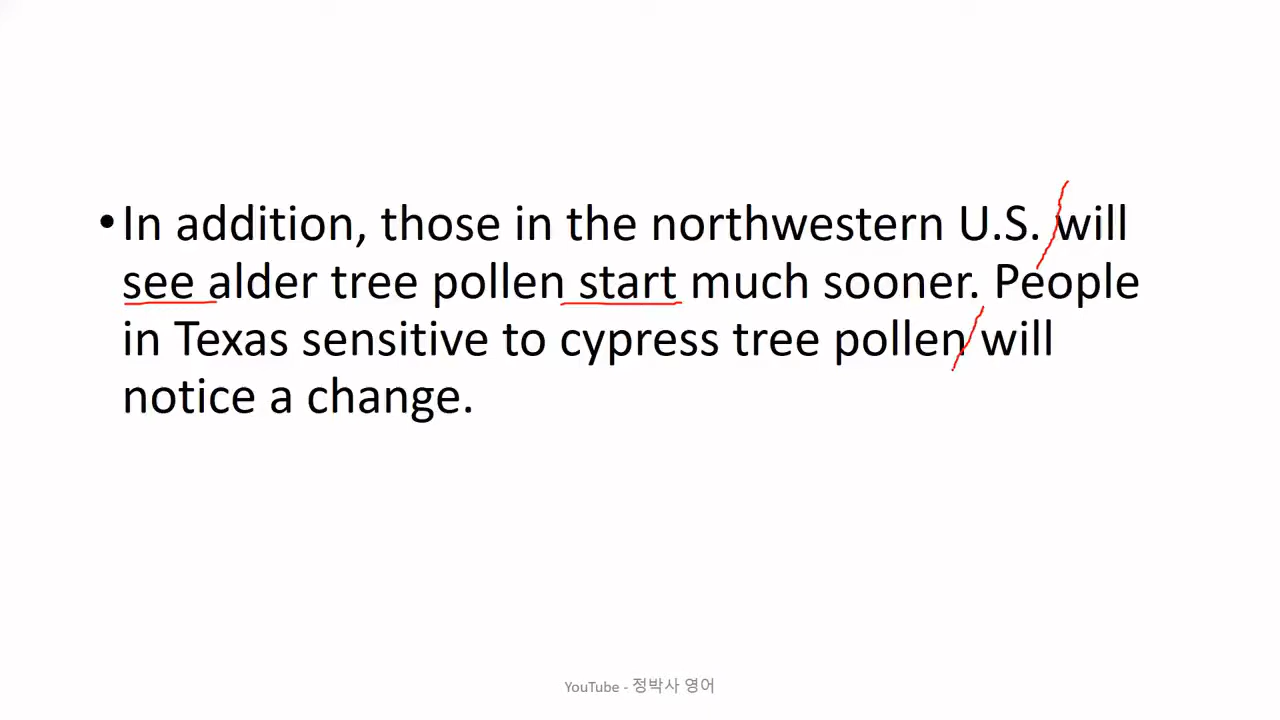 •In addition, those in the northwestern U.S. will
see alder tree pollen start much sooner. People
in Texas sensitive to cypress tree pollen will
notice a change.
YouTube - 정박사 영어